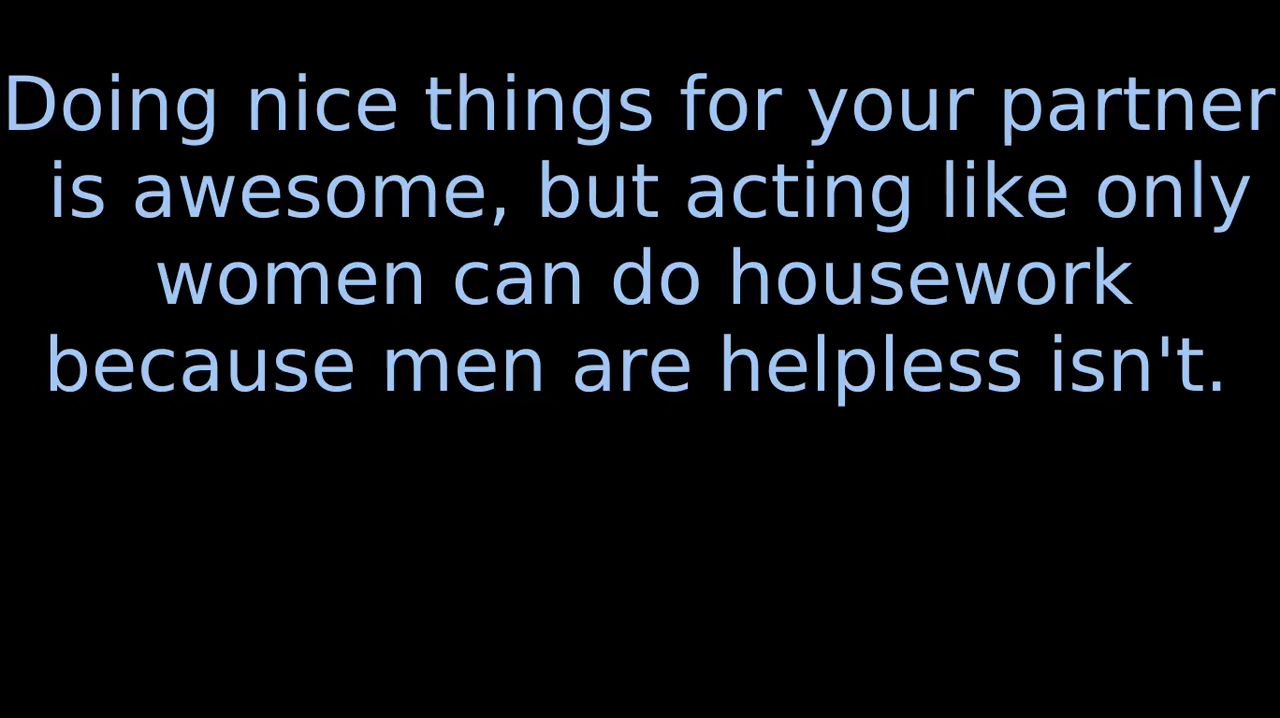 Doing nice things for your partner
is awesome, but acting like only
women can do housework
because men are helpless isn't.